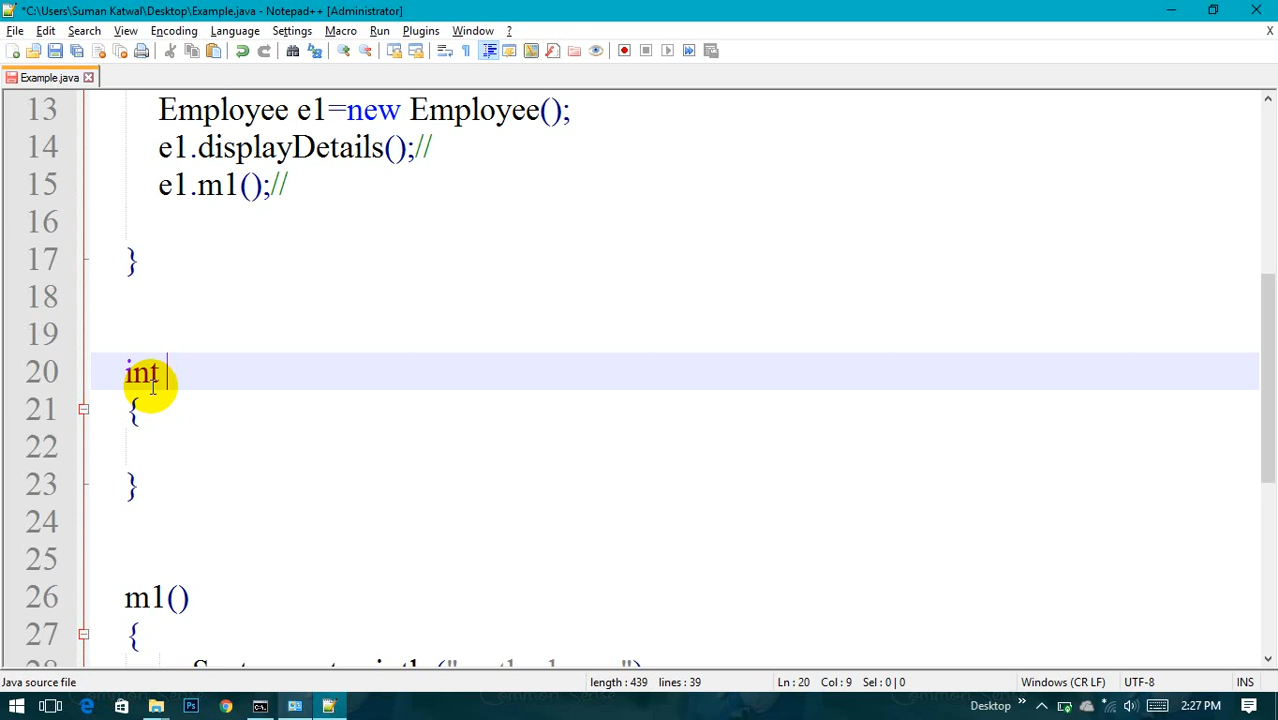 *C:\Users\Suman Katwal\Desktop\Example.java - Notepad++ [Administrator]
File Edit Search View Encoding Language Settings Macro Run Plugins Window ? X
Example.java
13 Employee e1=new Employee();
14 e1.displayDetails();//
15 e1.m1();//
16
17 }
18
19
20 int
21 {
22
23 }
24
25
26 m1()
27 {
28
Java source file length : 439 lines : 39 Ln : 20 Col : 9 Sel : 0 | 0 Windows (CR LF) UTF-8 INS
Desktop » 2:27 PM